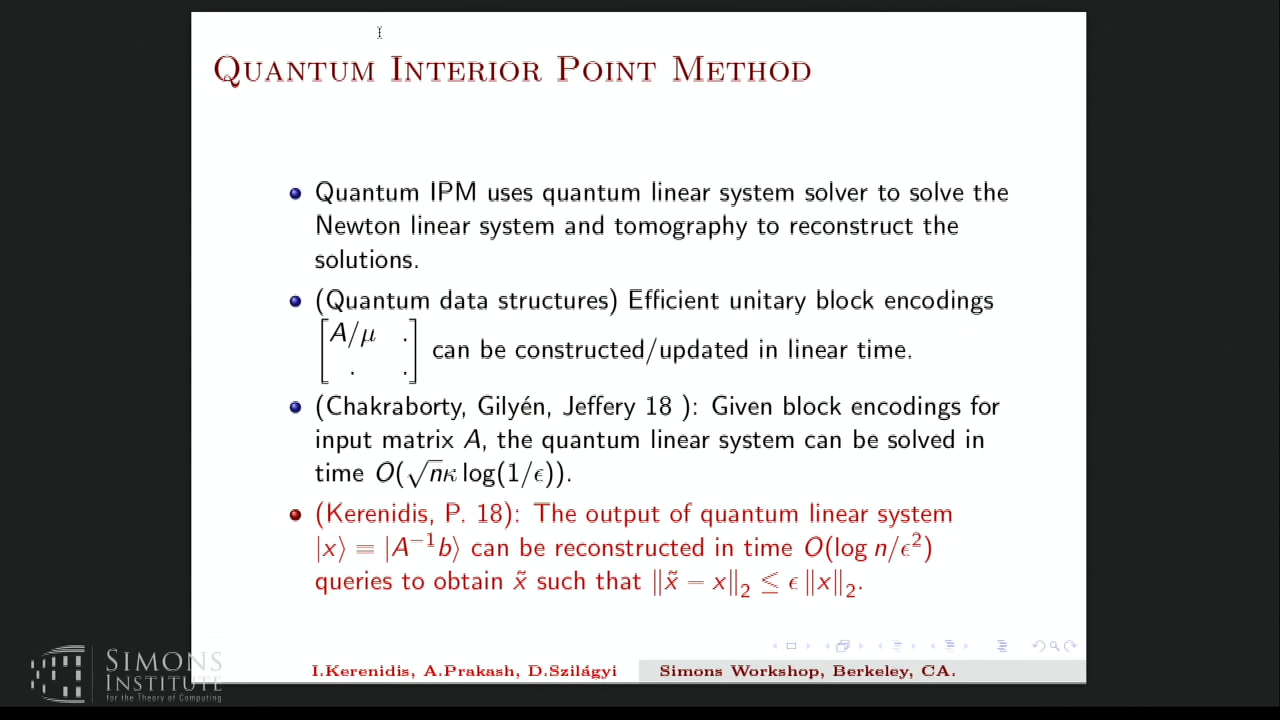 Quantum Interior Point Method
Quantum IPM uses quantum linear system solver to solve the
Newton linear system and tomography to reconstruct the
solutions.
(Quantum data structures) Efficient unitary block encodings
[A/μ . ; . .] can be constructed/updated in linear time.
(Chakraborty, Gilyén, Jeffery 18 ): Given block encodings for
input matrix A, the quantum linear system can be solved in
time O(√nκ log(1/ϵ)).
(Kerenidis, P. 18): The output of quantum linear system
|x⟩ ≡ |A⁻¹b⟩ can be reconstructed in time O(log n/ϵ²)
queries to obtain x̃ such that ‖x̃ − x‖₂ ≤ ϵ ‖x‖₂.
I.Kerenidis, A.Prakash, D.Szilágyi Simons Workshop, Berkeley, CA.
SIMONS
INSTITUTE
for the Theory of Computing